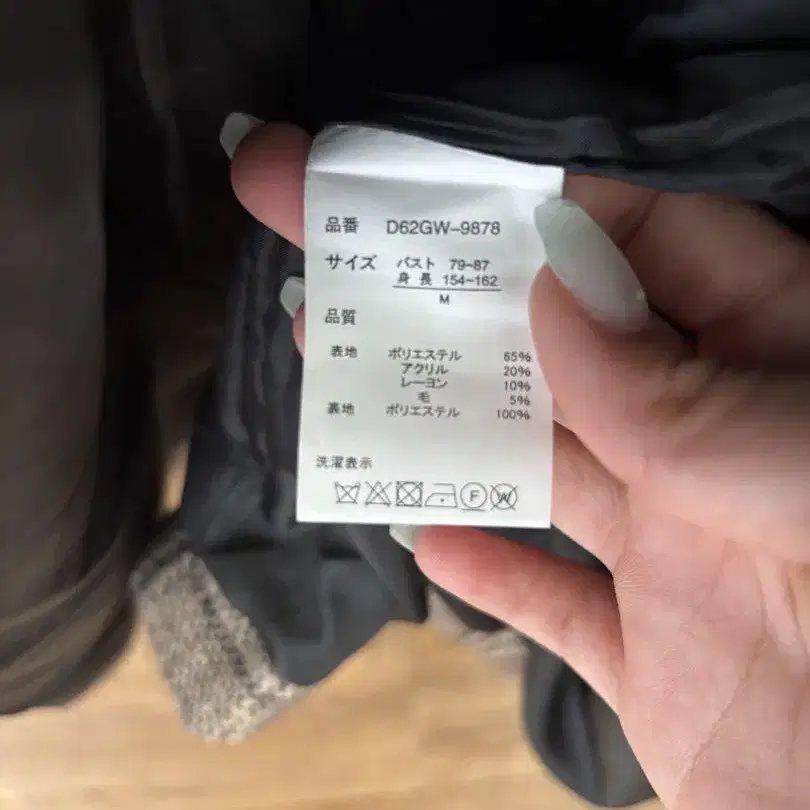 品番 D62GW-9878
サイズ バスト 79-87
身長 154-162
M
品質
表地 ポリエステル 65%
アクリル 20%
レーヨン 10%
毛 5%
裏地 ポリエステル 100%
洗濯表示
F W